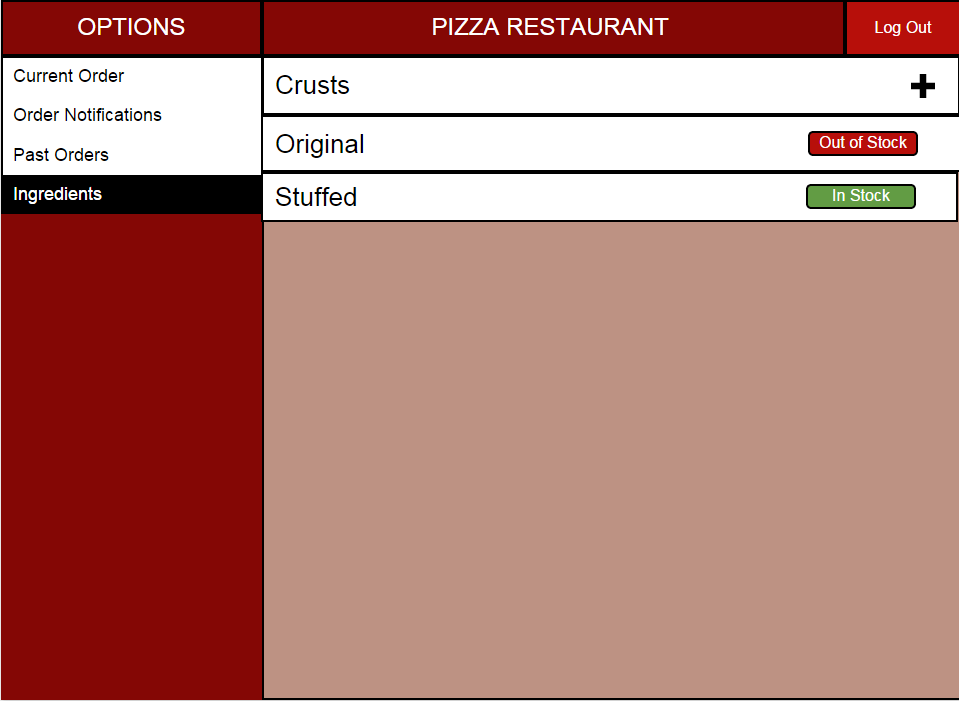 OPTIONS
PIZZA RESTAURANT
Log Out
Current Order
Order Notifications
Past Orders
Ingredients
Crusts
Original
Out of Stock
Stuffed
In Stock